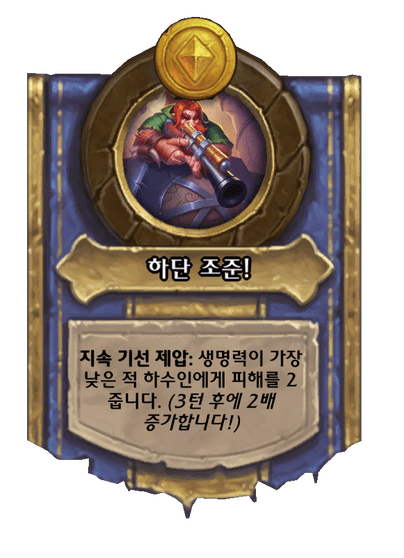 하단 조준!
지속 기선 제압: 생명력이 가장
낮은 적 하수인에게 피해를 2
줍니다. (3턴 후에 2배
증가합니다!)